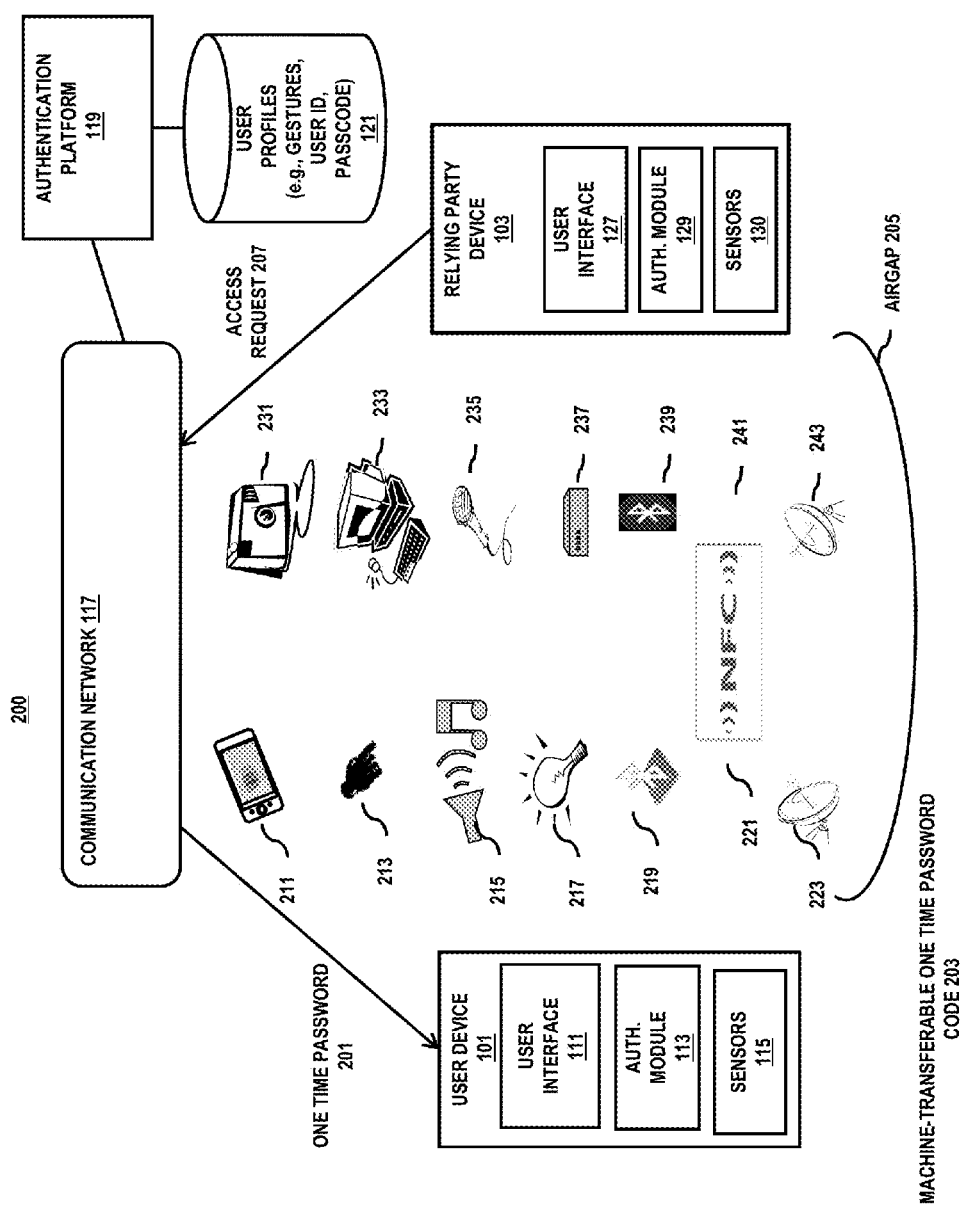 200
COMMUNICATION NETWORK 117
AUTHENTICATION
PLATFORM
119
USER
PROFILES
(e.g., GESTURES,
USER ID,
PASSCODE)
121
ONE TIME PASSWORD
201
ACCESS
REQUEST 207
USER DEVICE
101
USER
INTERFACE
111
AUTH.
MODULE
113
SENSORS
115
211
213
215
217
219
221
223
))) NFC )))
231
233
235
237
239
241
243
RELYING PARTY
DEVICE
103
USER
INTERFACE
127
AUTH. MODULE
129
SENSORS
130
AIRGAP 205
MACHINE-TRANSFERABLE ONE TIME PASSWORD
CODE 203